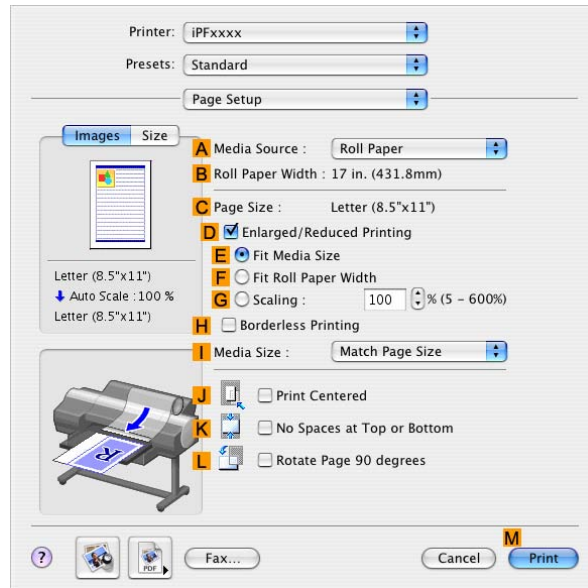 Printer: iPFxxxx
Presets: Standard
Page Setup
Images Size
A Media Source : Roll Paper
B Roll Paper Width : 17 in. (431.8mm)
C Page Size : Letter (8.5"x11")
D Enlarged/Reduced Printing
E Fit Media Size
F Fit Roll Paper Width
G Scaling : 100 % (5 - 600%)
Letter (8.5"x11")
Auto Scale : 100 %
Letter (8.5"x11")
H Borderless Printing
I Media Size : Match Page Size
J Print Centered
K No Spaces at Top or Bottom
L Rotate Page 90 degrees
R
M
? PDF Fax... Cancel Print